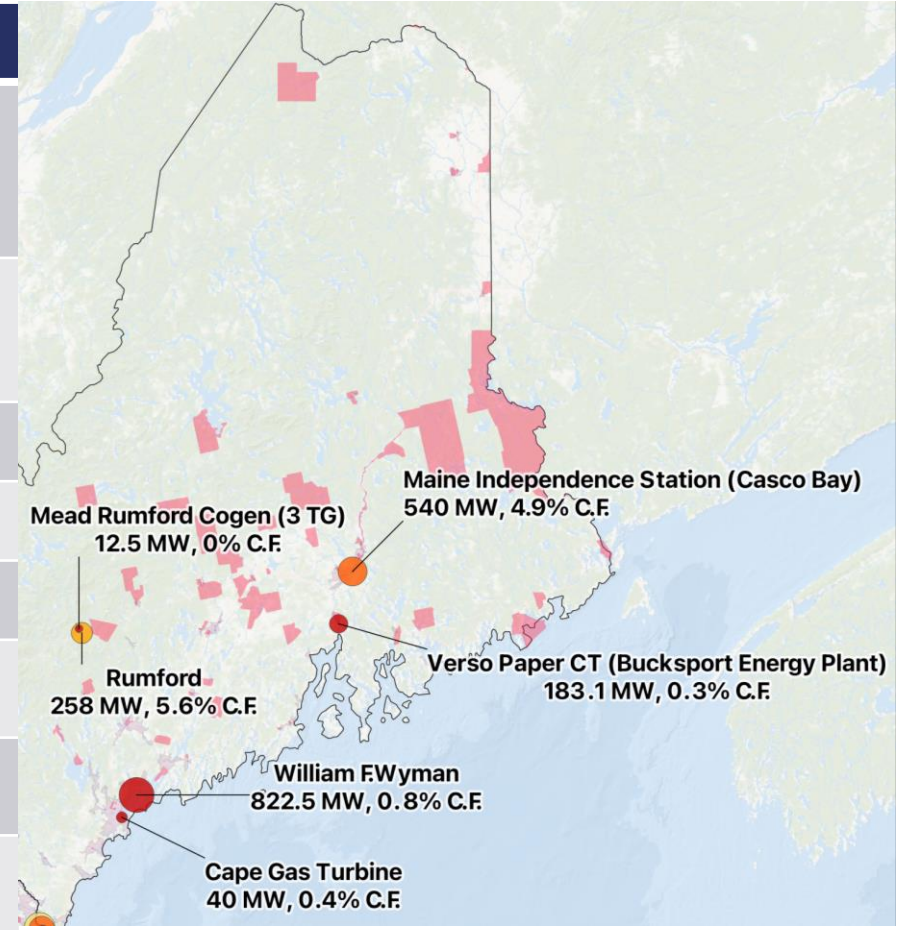 Maine Independence Station (Casco Bay)
540 MW, 4.9% C.F.
Mead Rumford Cogen (3 TG)
12.5 MW, 0% C.F.
Verso Paper CT (Bucksport Energy Plant)
183.1 MW, 0.3% C.F.
Rumford
258 MW, 5.6% C.F.
William F.Wyman
822.5 MW, 0.8% C.F.
Cape Gas Turbine
40 MW, 0.4% C.F.